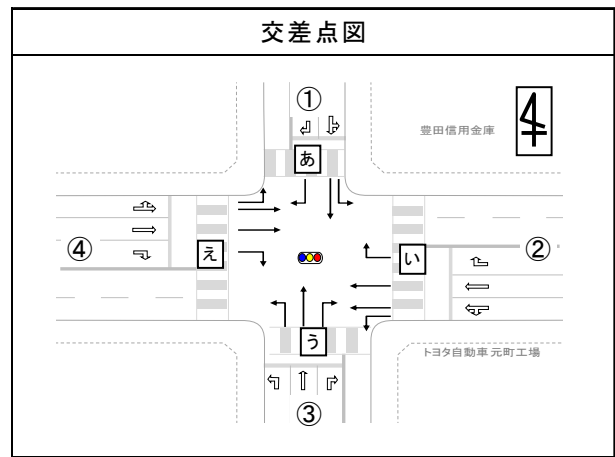 交差点図
①
豊田信用金庫
あ
④
え
い
②
う
トヨタ自動車元町工場
③